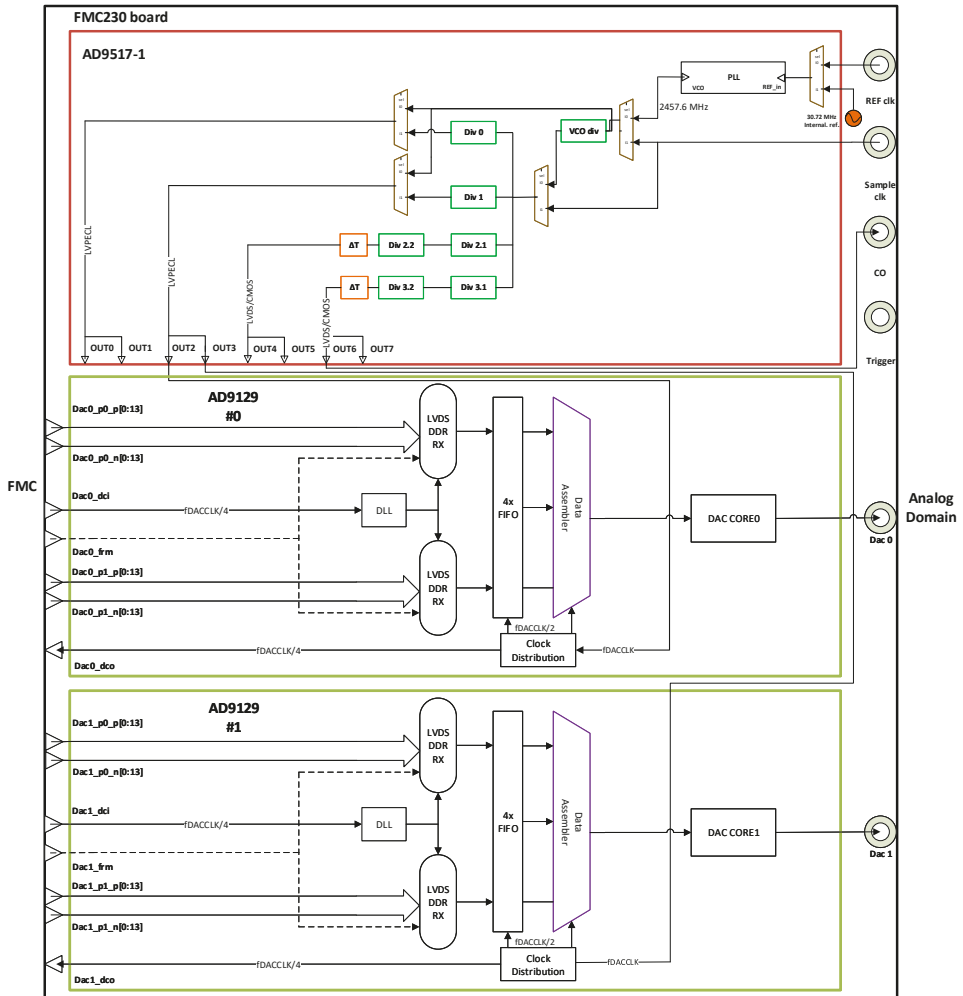 FMC230 board
AD9517-1
PLL
VCO
REF_in
REF clk
2457.6 MHz
30.72 MHz
Internal. ref.
Div 0
VCO div
Sample
clk
Div 1
CO
ΔT
Div 2.2
Div 2.1
ΔT
Div 3.2
Div 3.1
LVPECL
LVPECL
LVDS/CMOS
LVDS/CMOS
Trigger
OUT0
OUT1
OUT2
OUT3
OUT4
OUT5
OUT6
OUT7
AD9129
#0
Dac0_p0_p[0:13]
Dac0_p0_n[0:13]
LVDS
DDR
RX
FMC
Dac0_dci
fDACCLK/4
DLL
4x
FIFO
Data
Assembler
DAC CORE0
Analog
Domain
Dac 0
Dac0_frm
Dac0_p1_p[0:13]
Dac0_p1_n[0:13]
LVDS
DDR
RX
fDACCLK/2
Clock
Distribution
fDACCLK
fDACCLK/4
Dac0_dco
AD9129
#1
Dac1_p0_p[0:13]
Dac1_p0_n[0:13]
LVDS
DDR
RX
Dac1_dci
fDACCLK/4
DLL
4x
FIFO
Data
Assembler
DAC CORE1
Dac 1
Dac1_frm
Dac1_p1_p[0:13]
Dac1_p1_n[0:13]
LVDS
DDR
RX
fDACCLK/2
Clock
Distribution
fDACCLK
fDACCLK/4
Dac1_dco